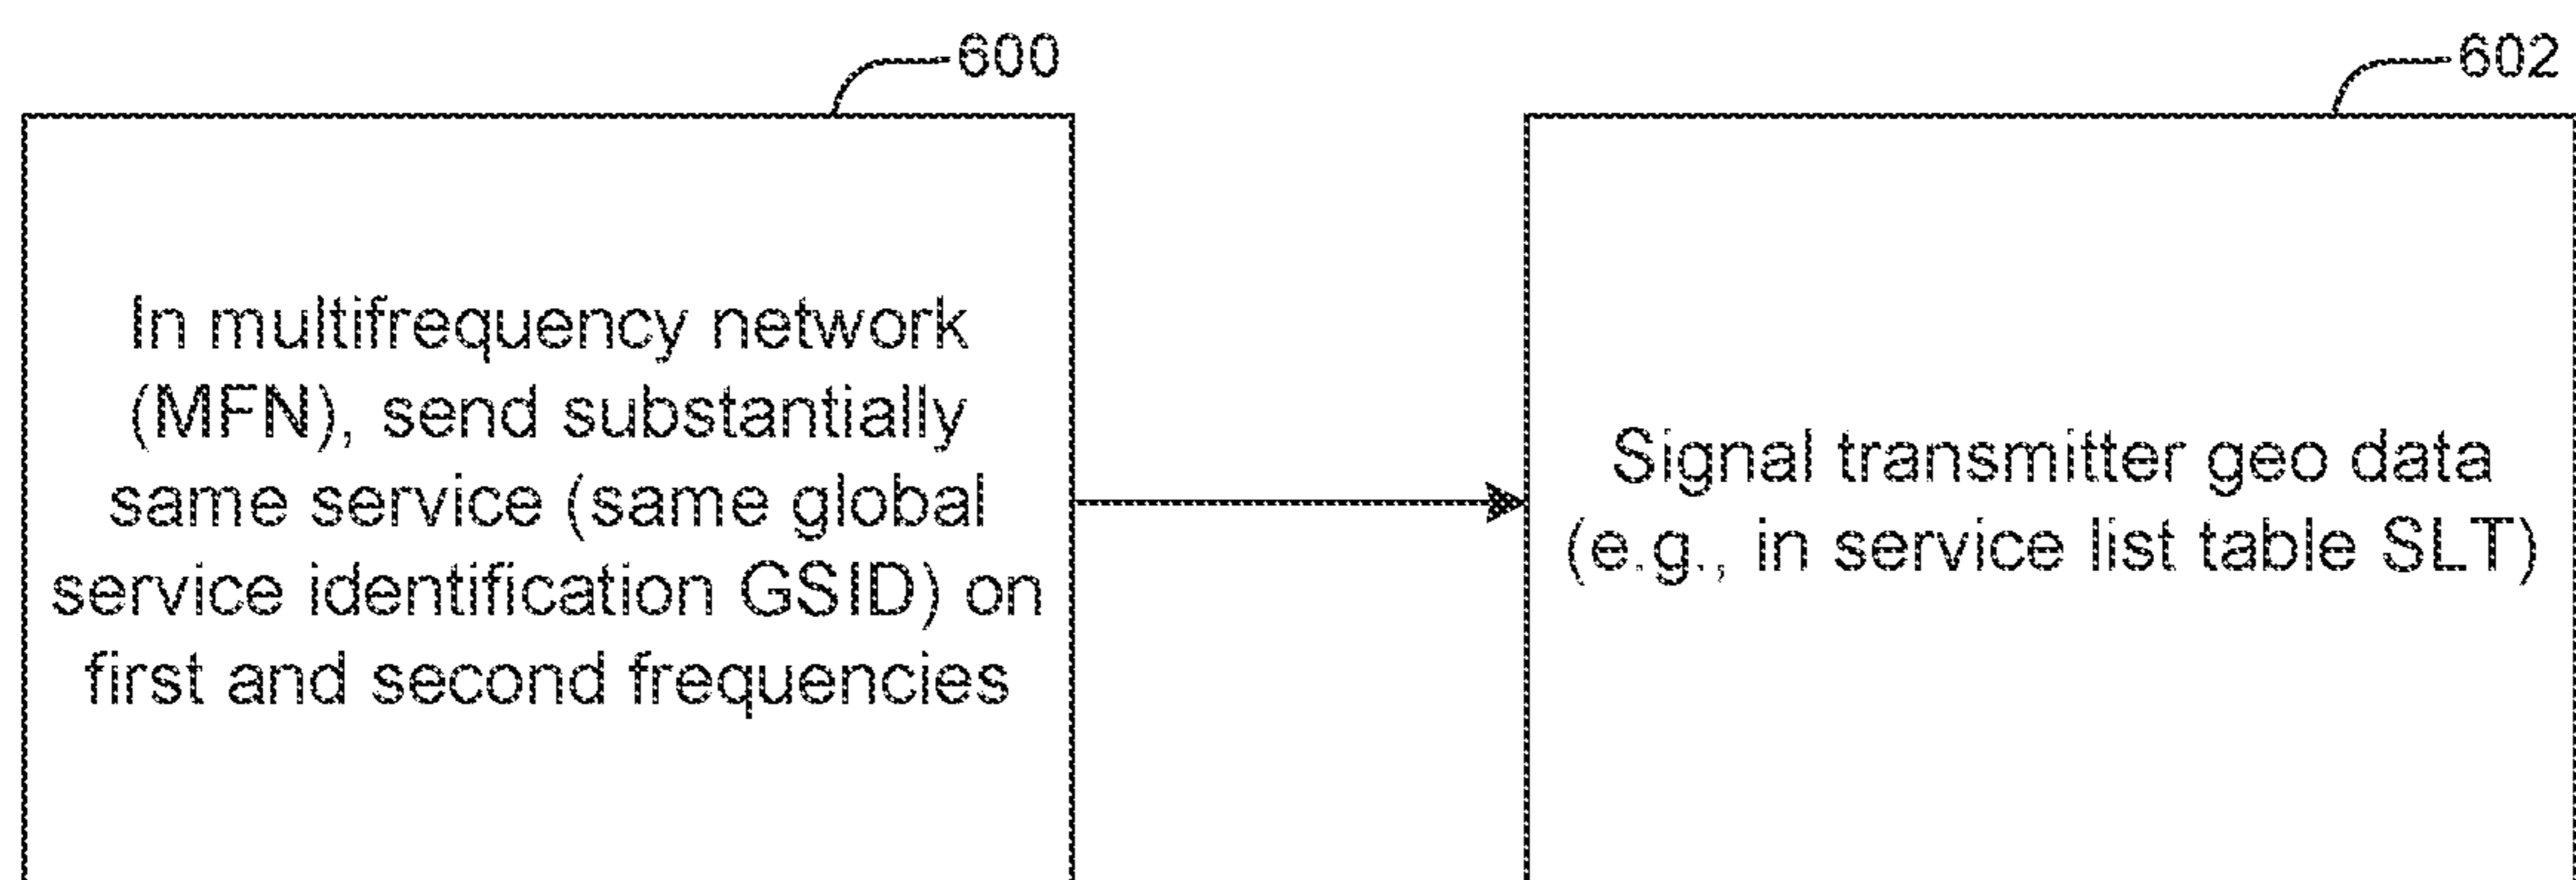 600
602
In multifrequency network
(MFN), send substantially
same service (same global
service identification GSID) on
first and second frequencies
Signal transmitter geo data
(e.g., in service list table SLT)